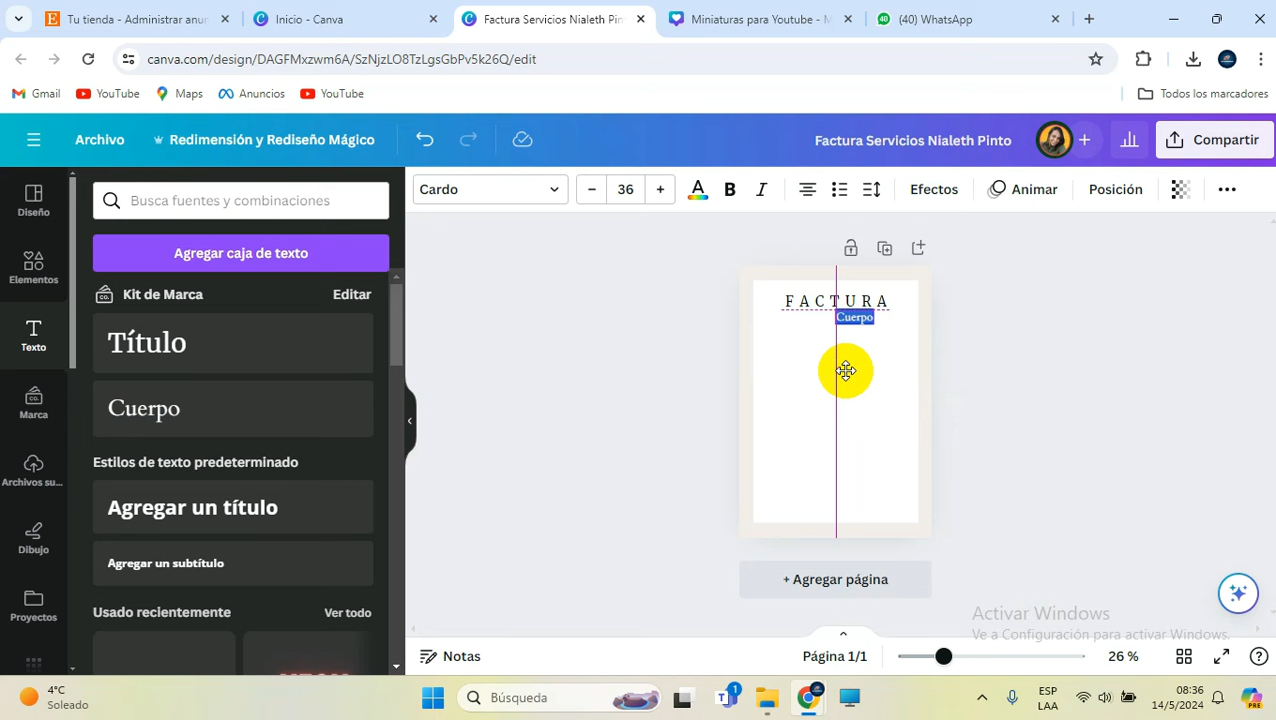 Tu tienda - Administrar anur
Inicio - Canva
Factura Servicios Nialeth Pin
Miniaturas para Youtube - M
(40) WhatsApp
canva.com/design/DAGFMxzwm6A/SzNjzLO8TzLgsGbPv5k26Q/edit
Gmail
YouTube
Maps
Anuncios
YouTube
Todos los marcadores
Archivo
Redimensión y Rediseño Mágico
Factura Servicios Nialeth Pinto
Compartir
Diseño
Elementos
Texto
Marca
Archivos su...
Dibujo
Proyectos
Busca fuentes y combinaciones
Agregar caja de texto
Kit de Marca
Editar
Título
Cuerpo
Estilos de texto predeterminado
Agregar un título
Agregar un subtítulo
Usado recientemente
Ver todo
Cardo
36
A
B
I
Efectos
Animar
Posición
FACTURA
Cuerpo
+ Agregar página
Activar Windows
Ve a Configuración para activar Windows.
Notas
Página 1/1
26 %
4°C
Soleado
Búsqueda
1
ESP
LAA
08:36
14/5/2024